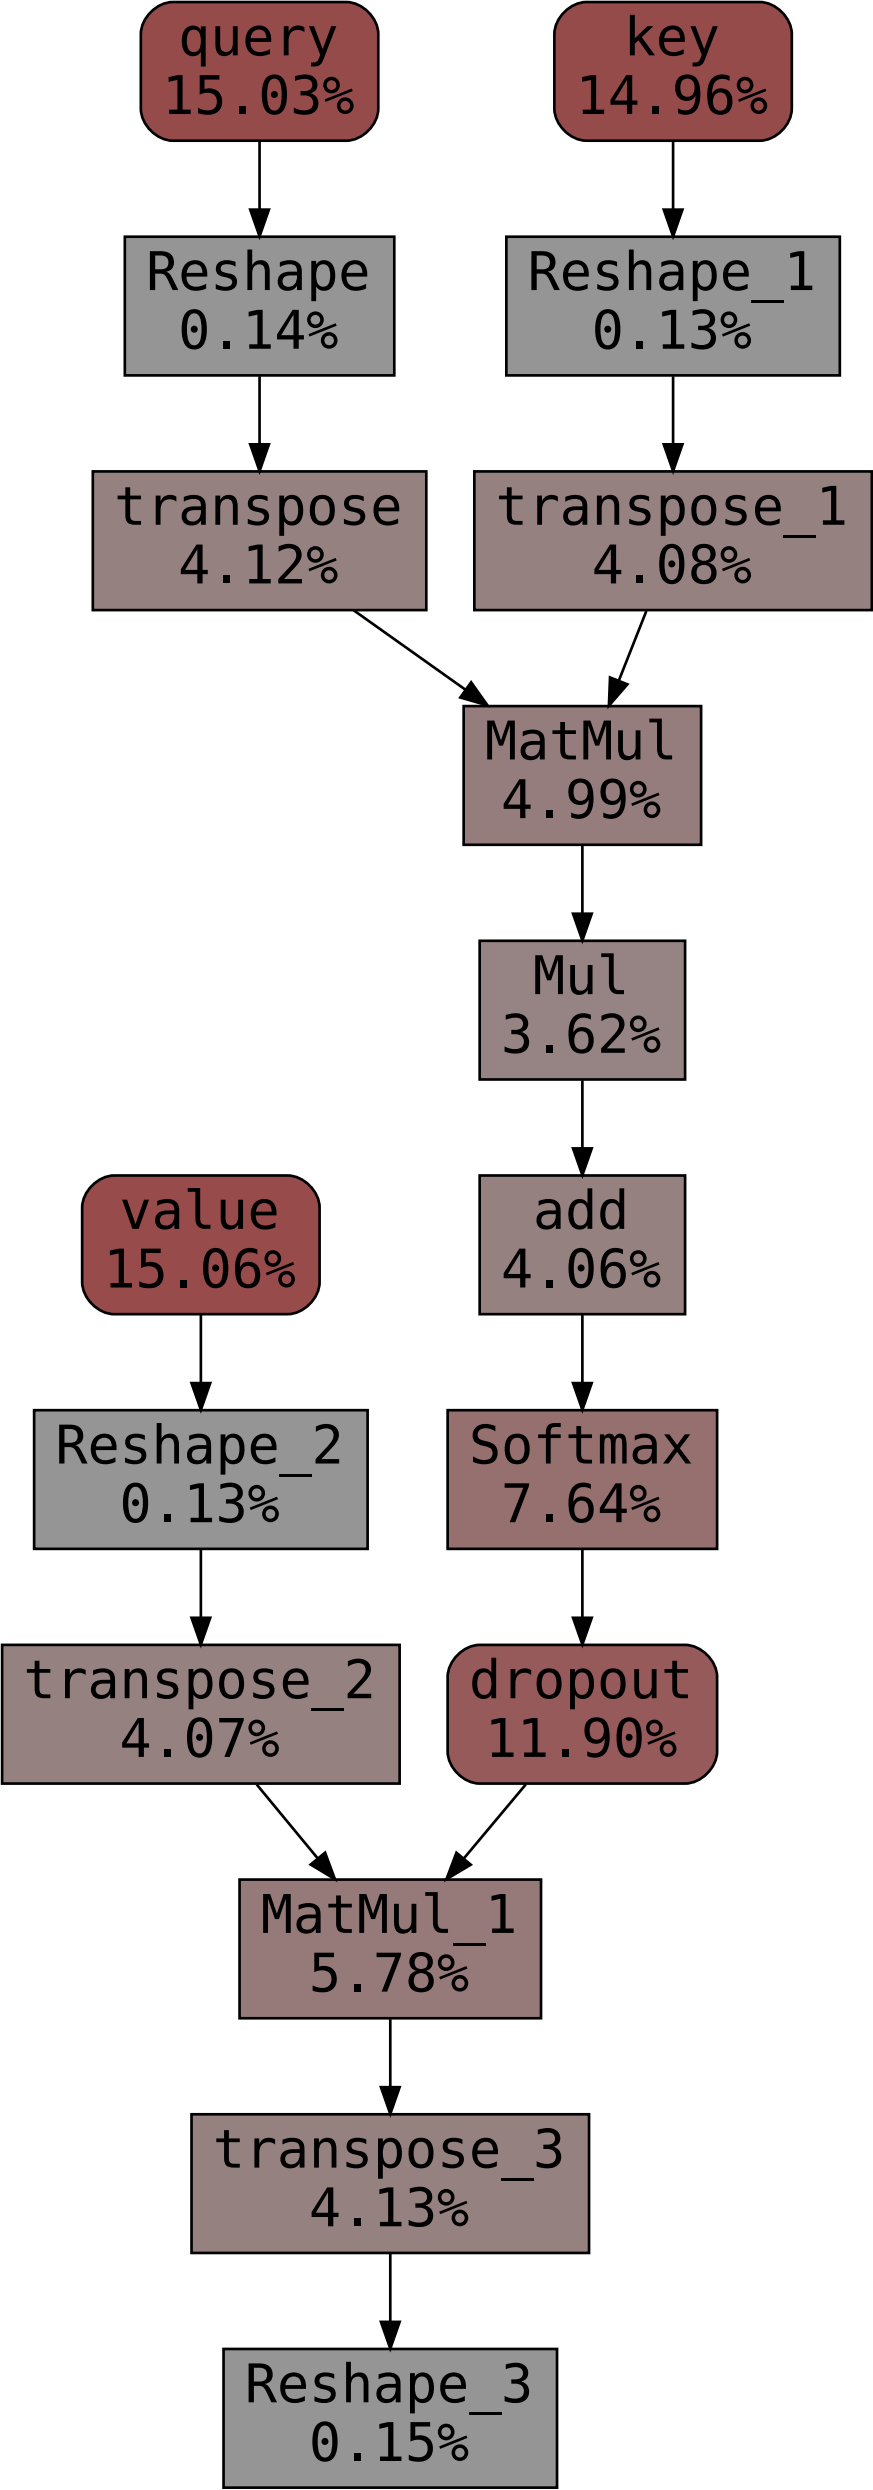 query
15.03%
key
14.96%
Reshape
0.14%
Reshape_1
0.13%
transpose
4.12%
transpose_1
4.08%
MatMul
4.99%
Mul
3.62%
add
4.06%
value
15.06%
Softmax
7.64%
Reshape_2
0.13%
transpose_2
4.07%
dropout
11.90%
MatMul_1
5.78%
transpose_3
4.13%
Reshape_3
0.15%